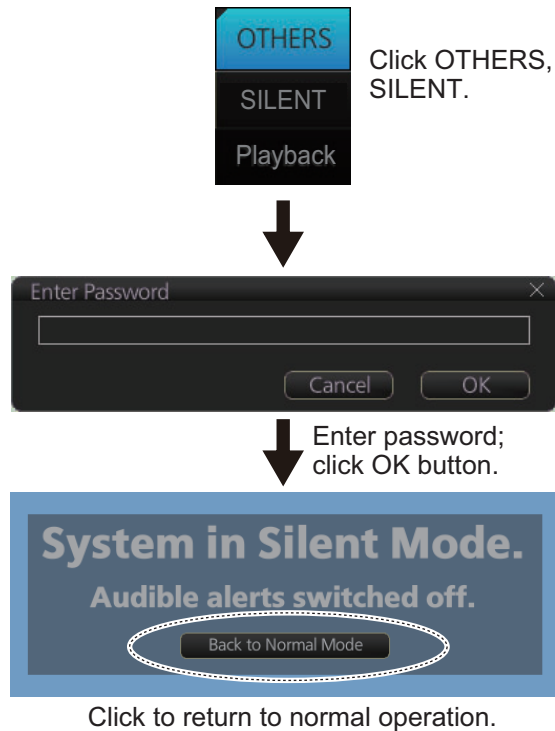 OTHERS
Click OTHERS,
SILENT.
SILENT
Playback
Enter Password
Cancel
OK
Enter password;
click OK button.
System in Silent Mode.
Audible alerts switched off.
Back to Normal Mode
Click to return to normal operation.